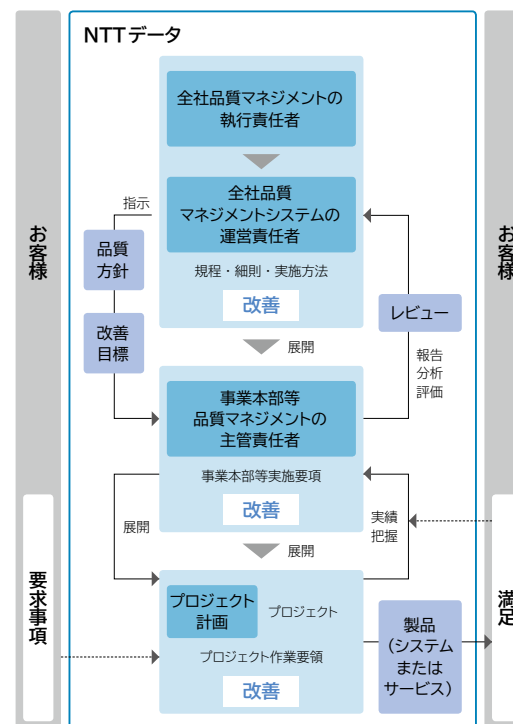 NTTデータ
全社品質マネジメントの
執行責任者
全社品質
マネジメントシステムの
運営責任者
規程・細則・実施方法
改善
指示
品質
方針
改善
目標
レビュー
報告
分析
評価
展開
事業本部等
品質マネジメントの
主管責任者
事業本部等実施要項
改善
展開
実績
把握
展開
プロジェクト
計画
プロジェクト
プロジェクト作業要領
改善
製品
（システム
または
サービス）
お客様
要求事項
お客様
満足